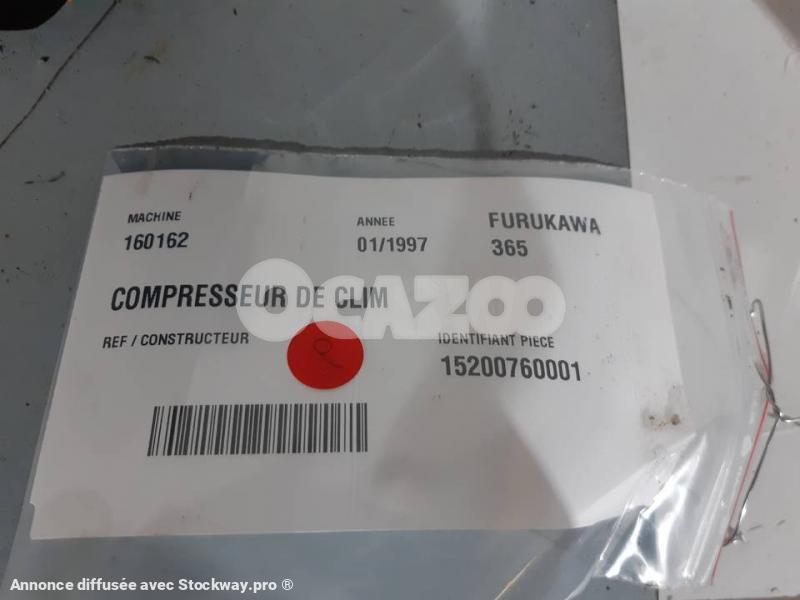 MACHINE
160162
ANNEE
01/1997
FURUKAWA
365
COMPRESSEUR DE CLIM
OCAZOO
REF / CONSTRUCTEUR
IDENTIFIANT PIECE
15200760001
Annonce diffusée avec Stockway.pro ®